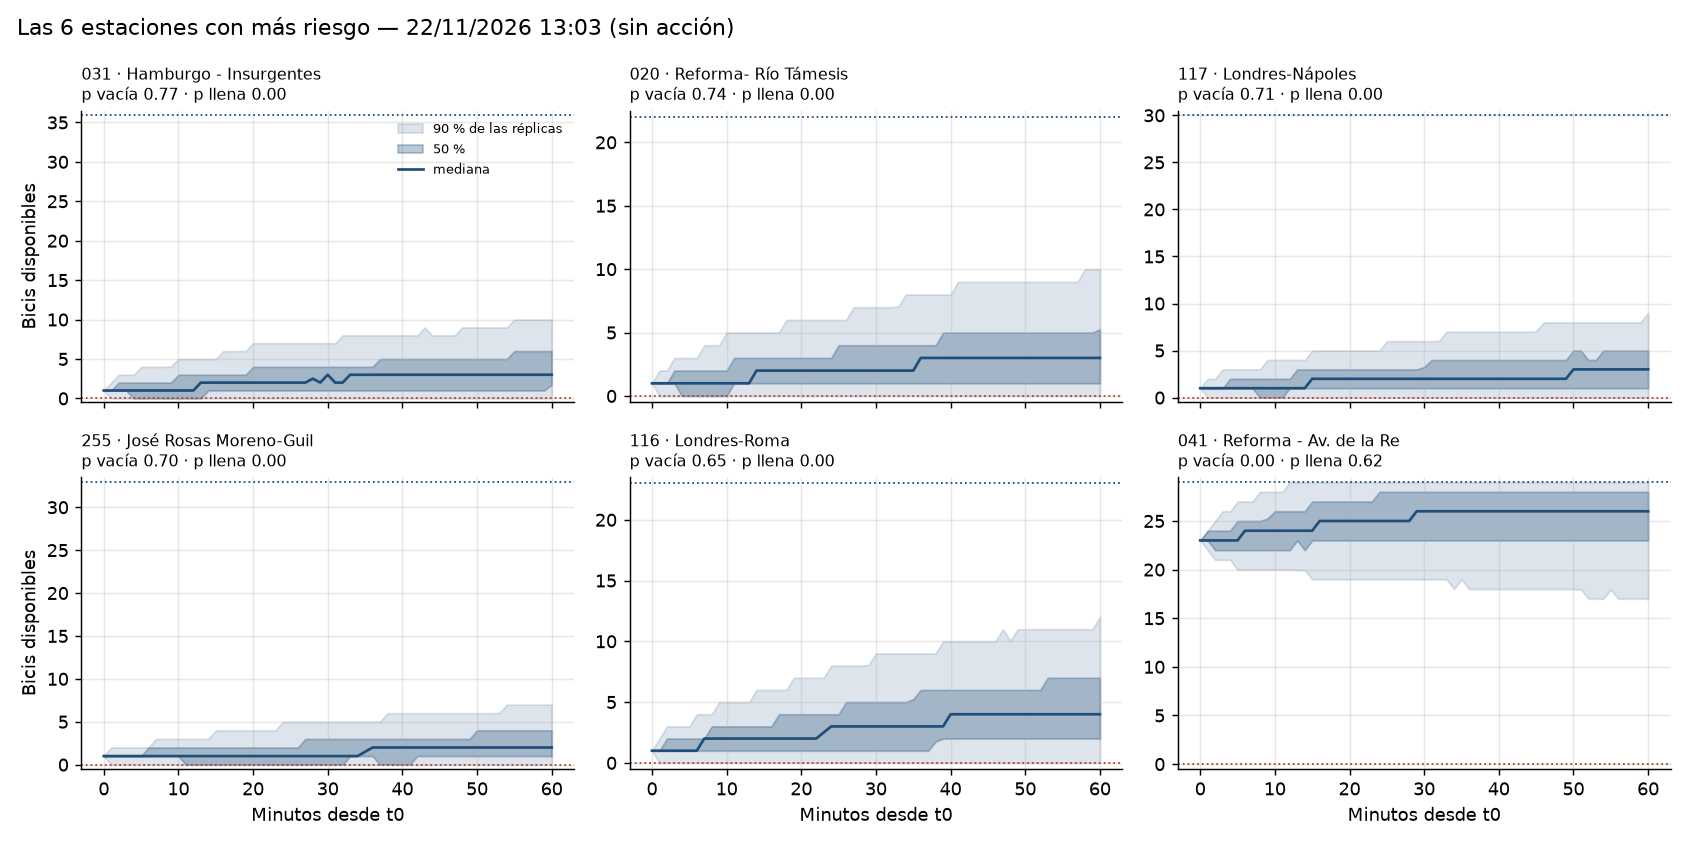 Las 6 estaciones con más riesgo — 22/11/2026 13:03 (sin acción)
031 · Hamburgo - Insurgentes
p vacía 0.77 · p llena 0.00
90 % de las réplicas
50 %
mediana
Bicis disponibles
35
30
25
20
15
10
5
0
020 · Reforma- Río Támesis
p vacía 0.74 · p llena 0.00
20
15
10
5
0
117 · Londres-Nápoles
p vacía 0.71 · p llena 0.00
30
25
20
15
10
5
0
255 · José Rosas Moreno-Guil
p vacía 0.70 · p llena 0.00
Bicis disponibles
30
25
20
15
10
5
0
0 10 20 30 40 50 60
Minutos desde t0
116 · Londres-Roma
p vacía 0.65 · p llena 0.00
20
15
10
5
0
0 10 20 30 40 50 60
Minutos desde t0
041 · Reforma - Av. de la Re
p vacía 0.00 · p llena 0.62
25
20
15
10
5
0
0 10 20 30 40 50 60
Minutos desde t0